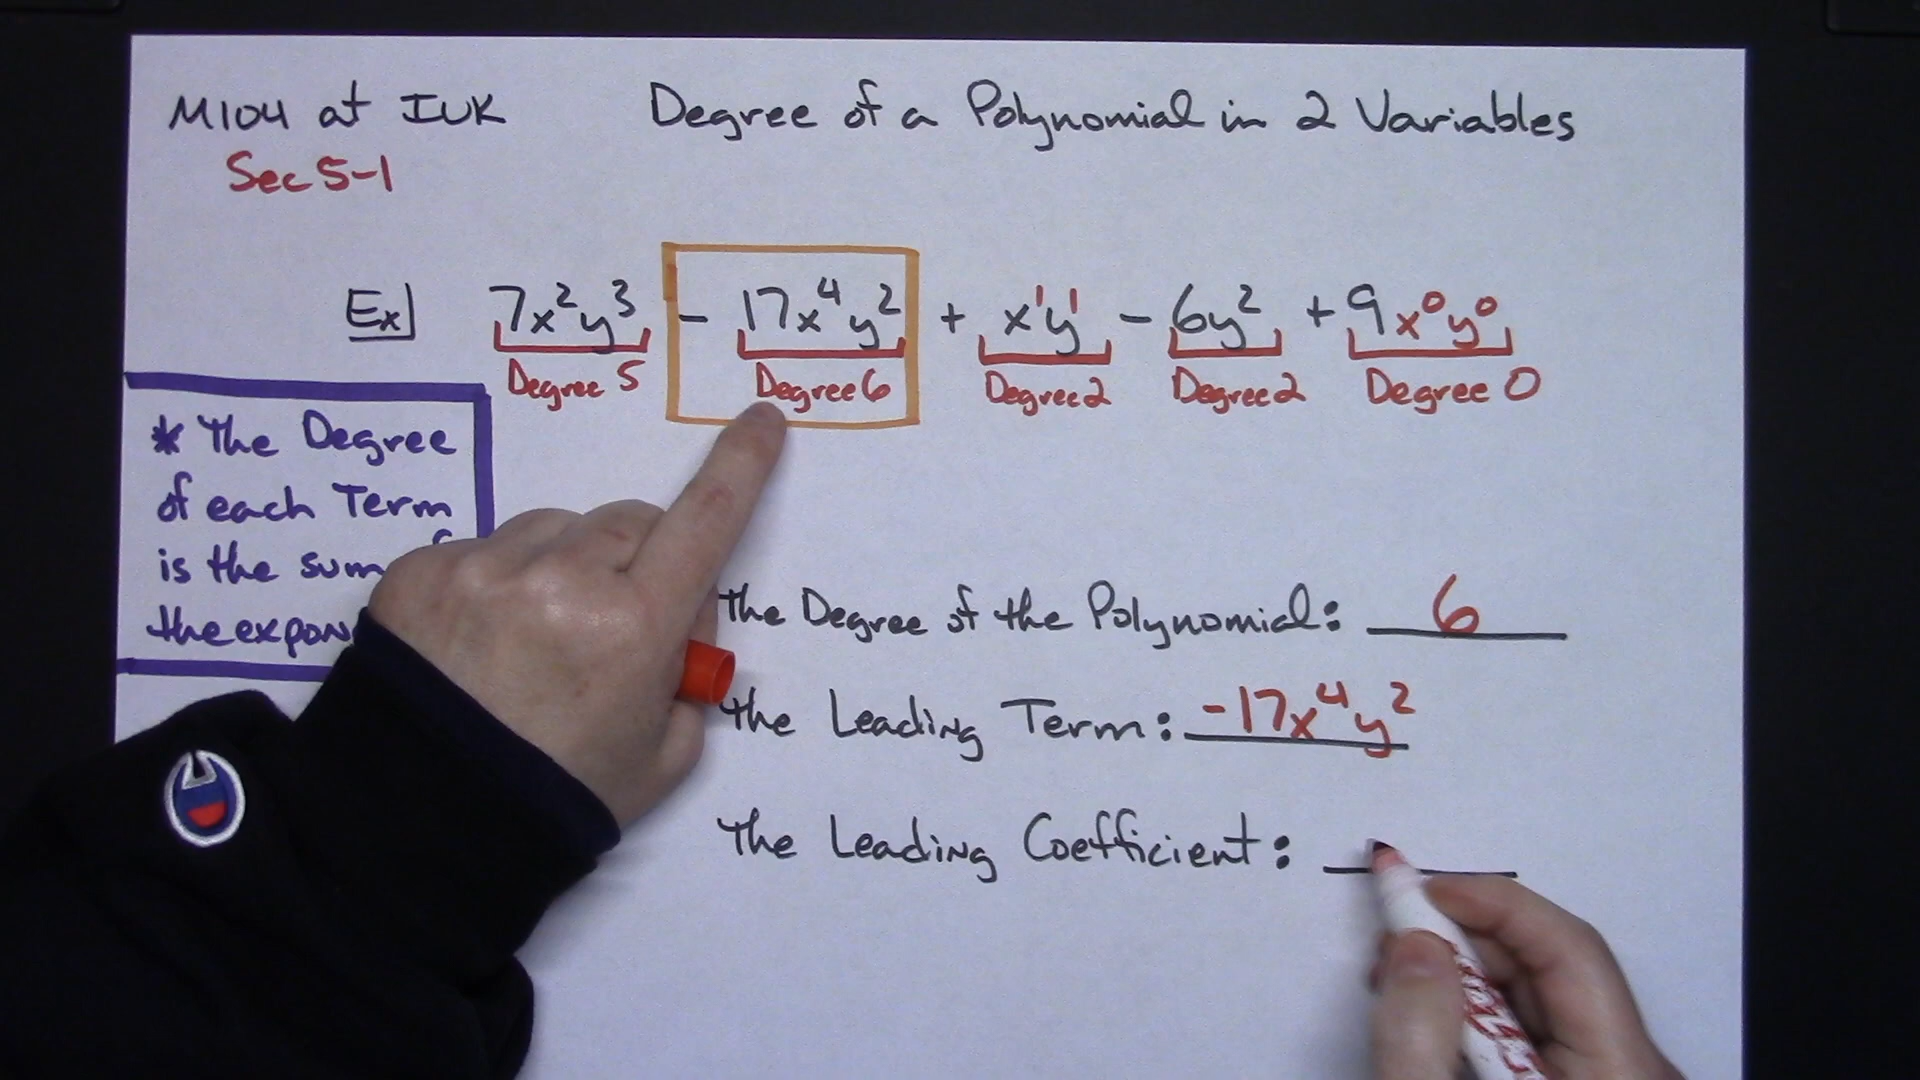 M104 at IUK
Degree of a Polynomial in 2 Variables
Sec 5-1
Ex] 7x²y³ - 17x⁴y² + x¹y¹ - 6y² + 9x⁰y⁰
Degree 5 Degree 6 Degree 2 Degree 2 Degree 0
* The Degree
of each Term
is the sum
the
The Degree of the Polynomial: 6
The Leading Term: -17x⁴y²
The Leading Coefficient: